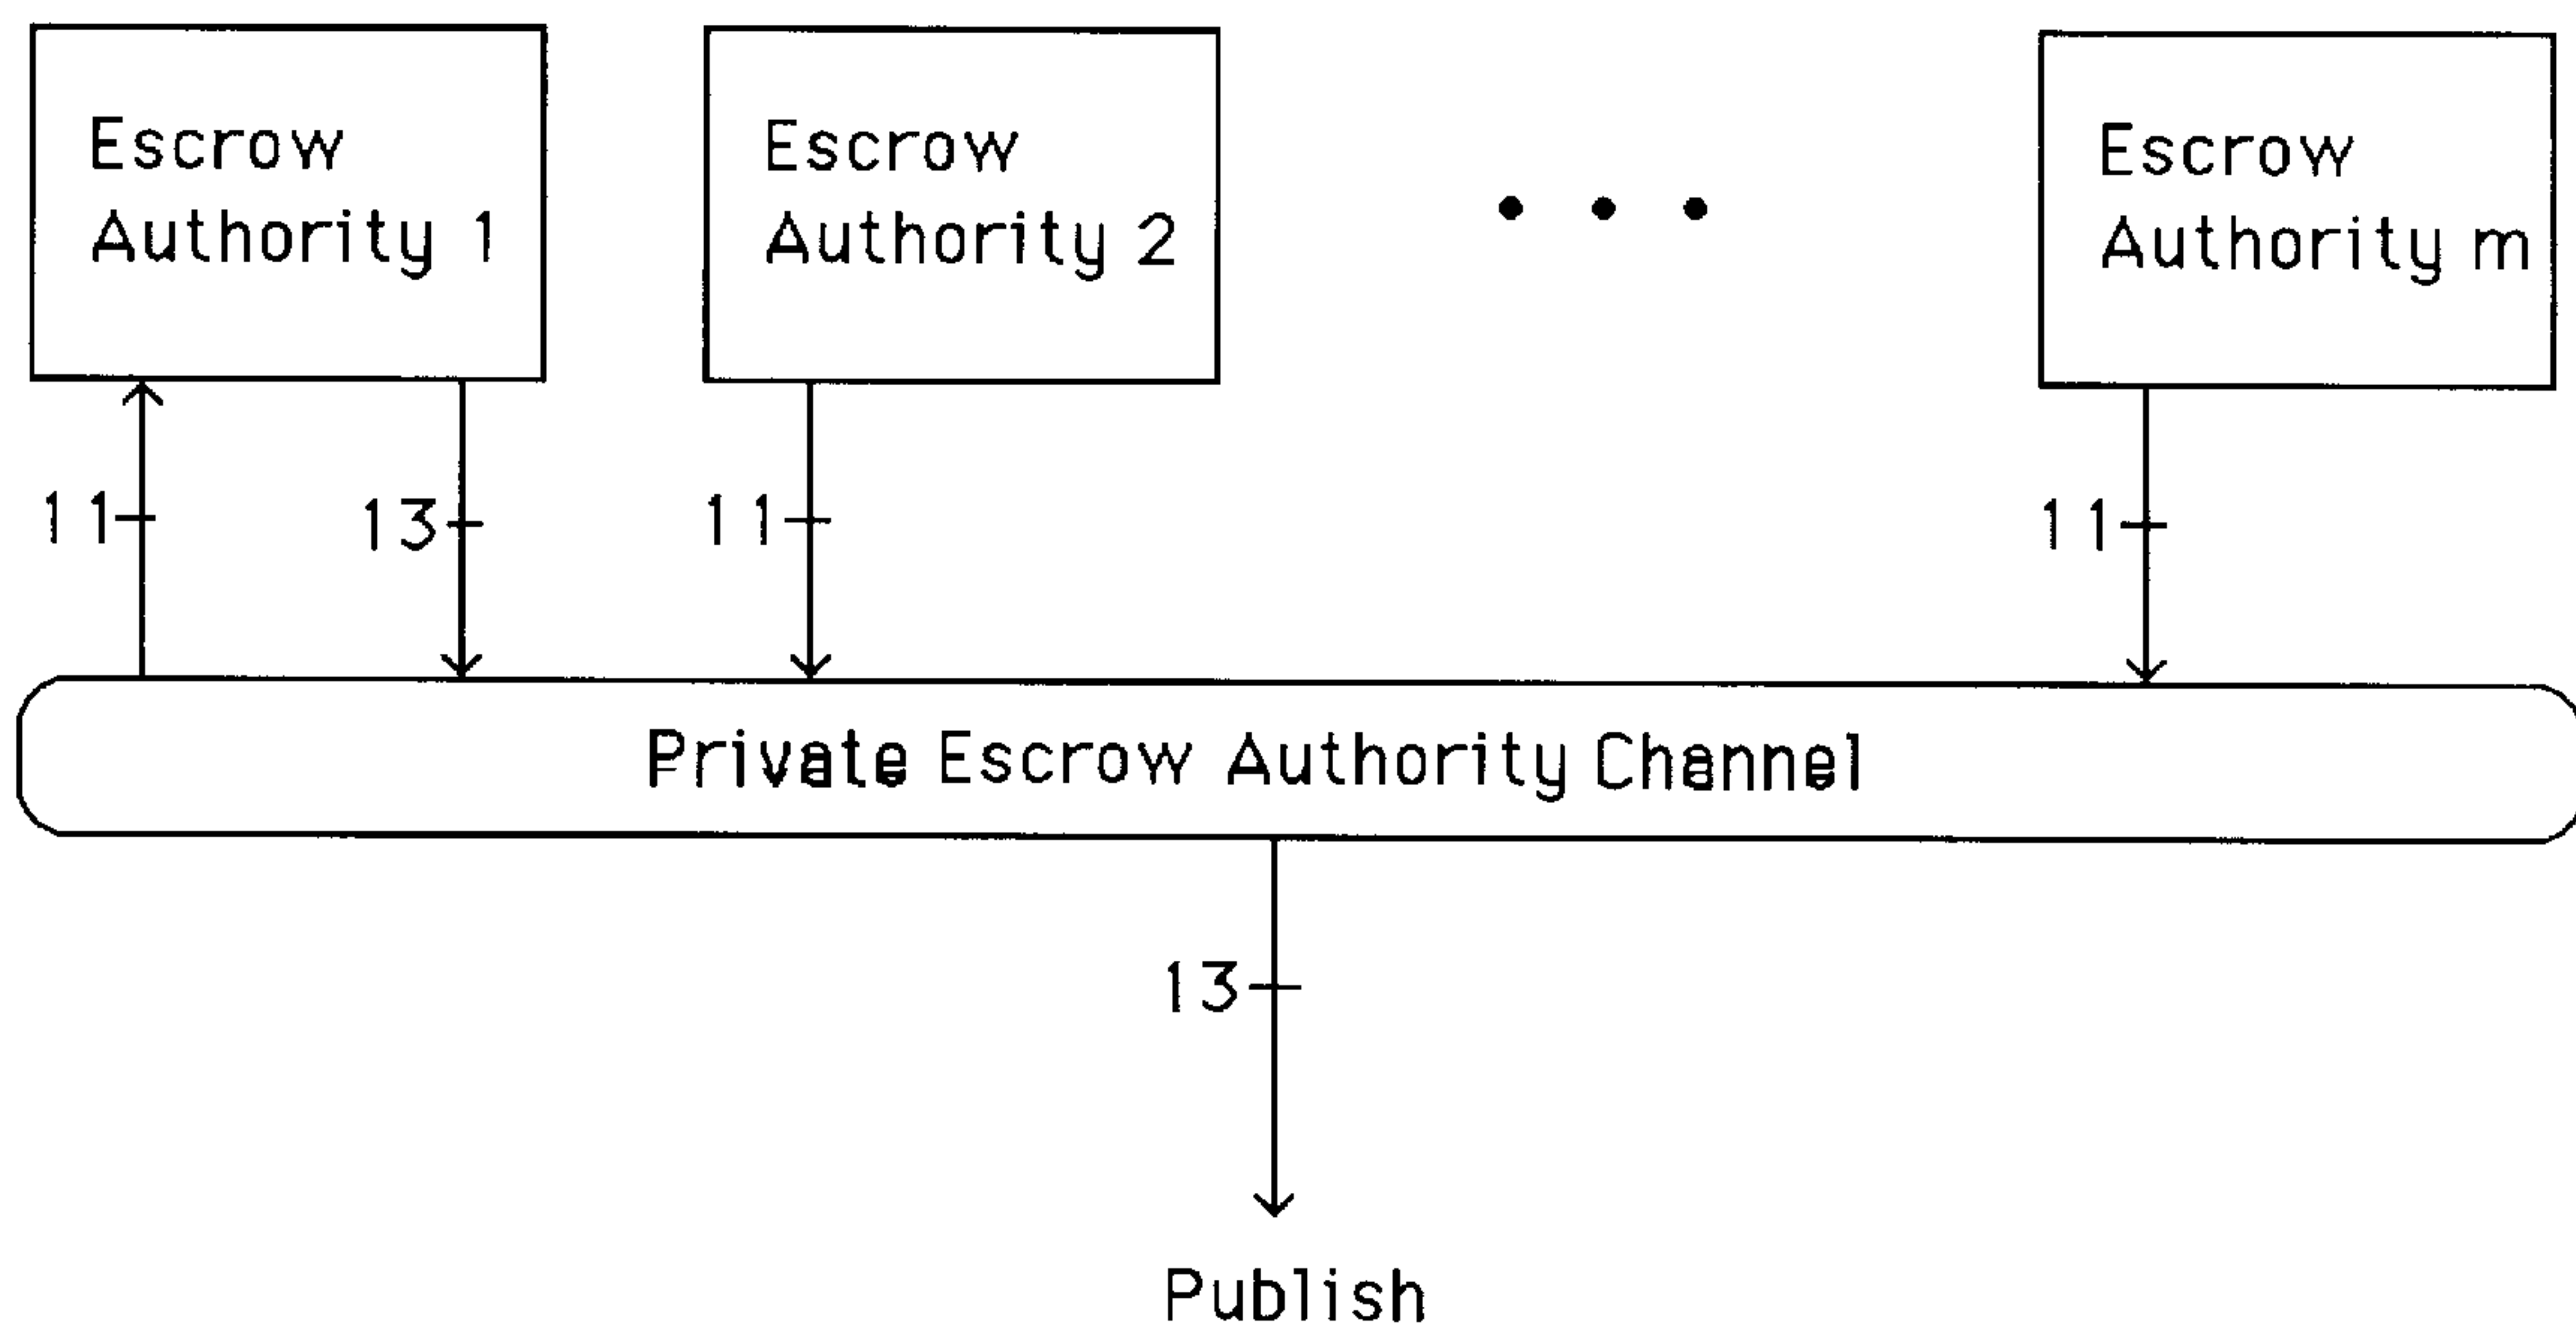 Escrow
Authority 1
Escrow
Authority 2
• • •
Escrow
Authority m
11
13
11
11
Private Escrow Authority Channel
13
Publish